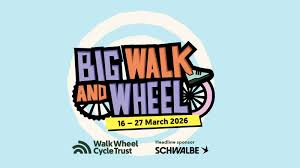 BIG WALK
AND WHEEL
16 – 27 March 2026
Walk Wheel
Cycle Trust
Headline sponsor
SCHWALBE